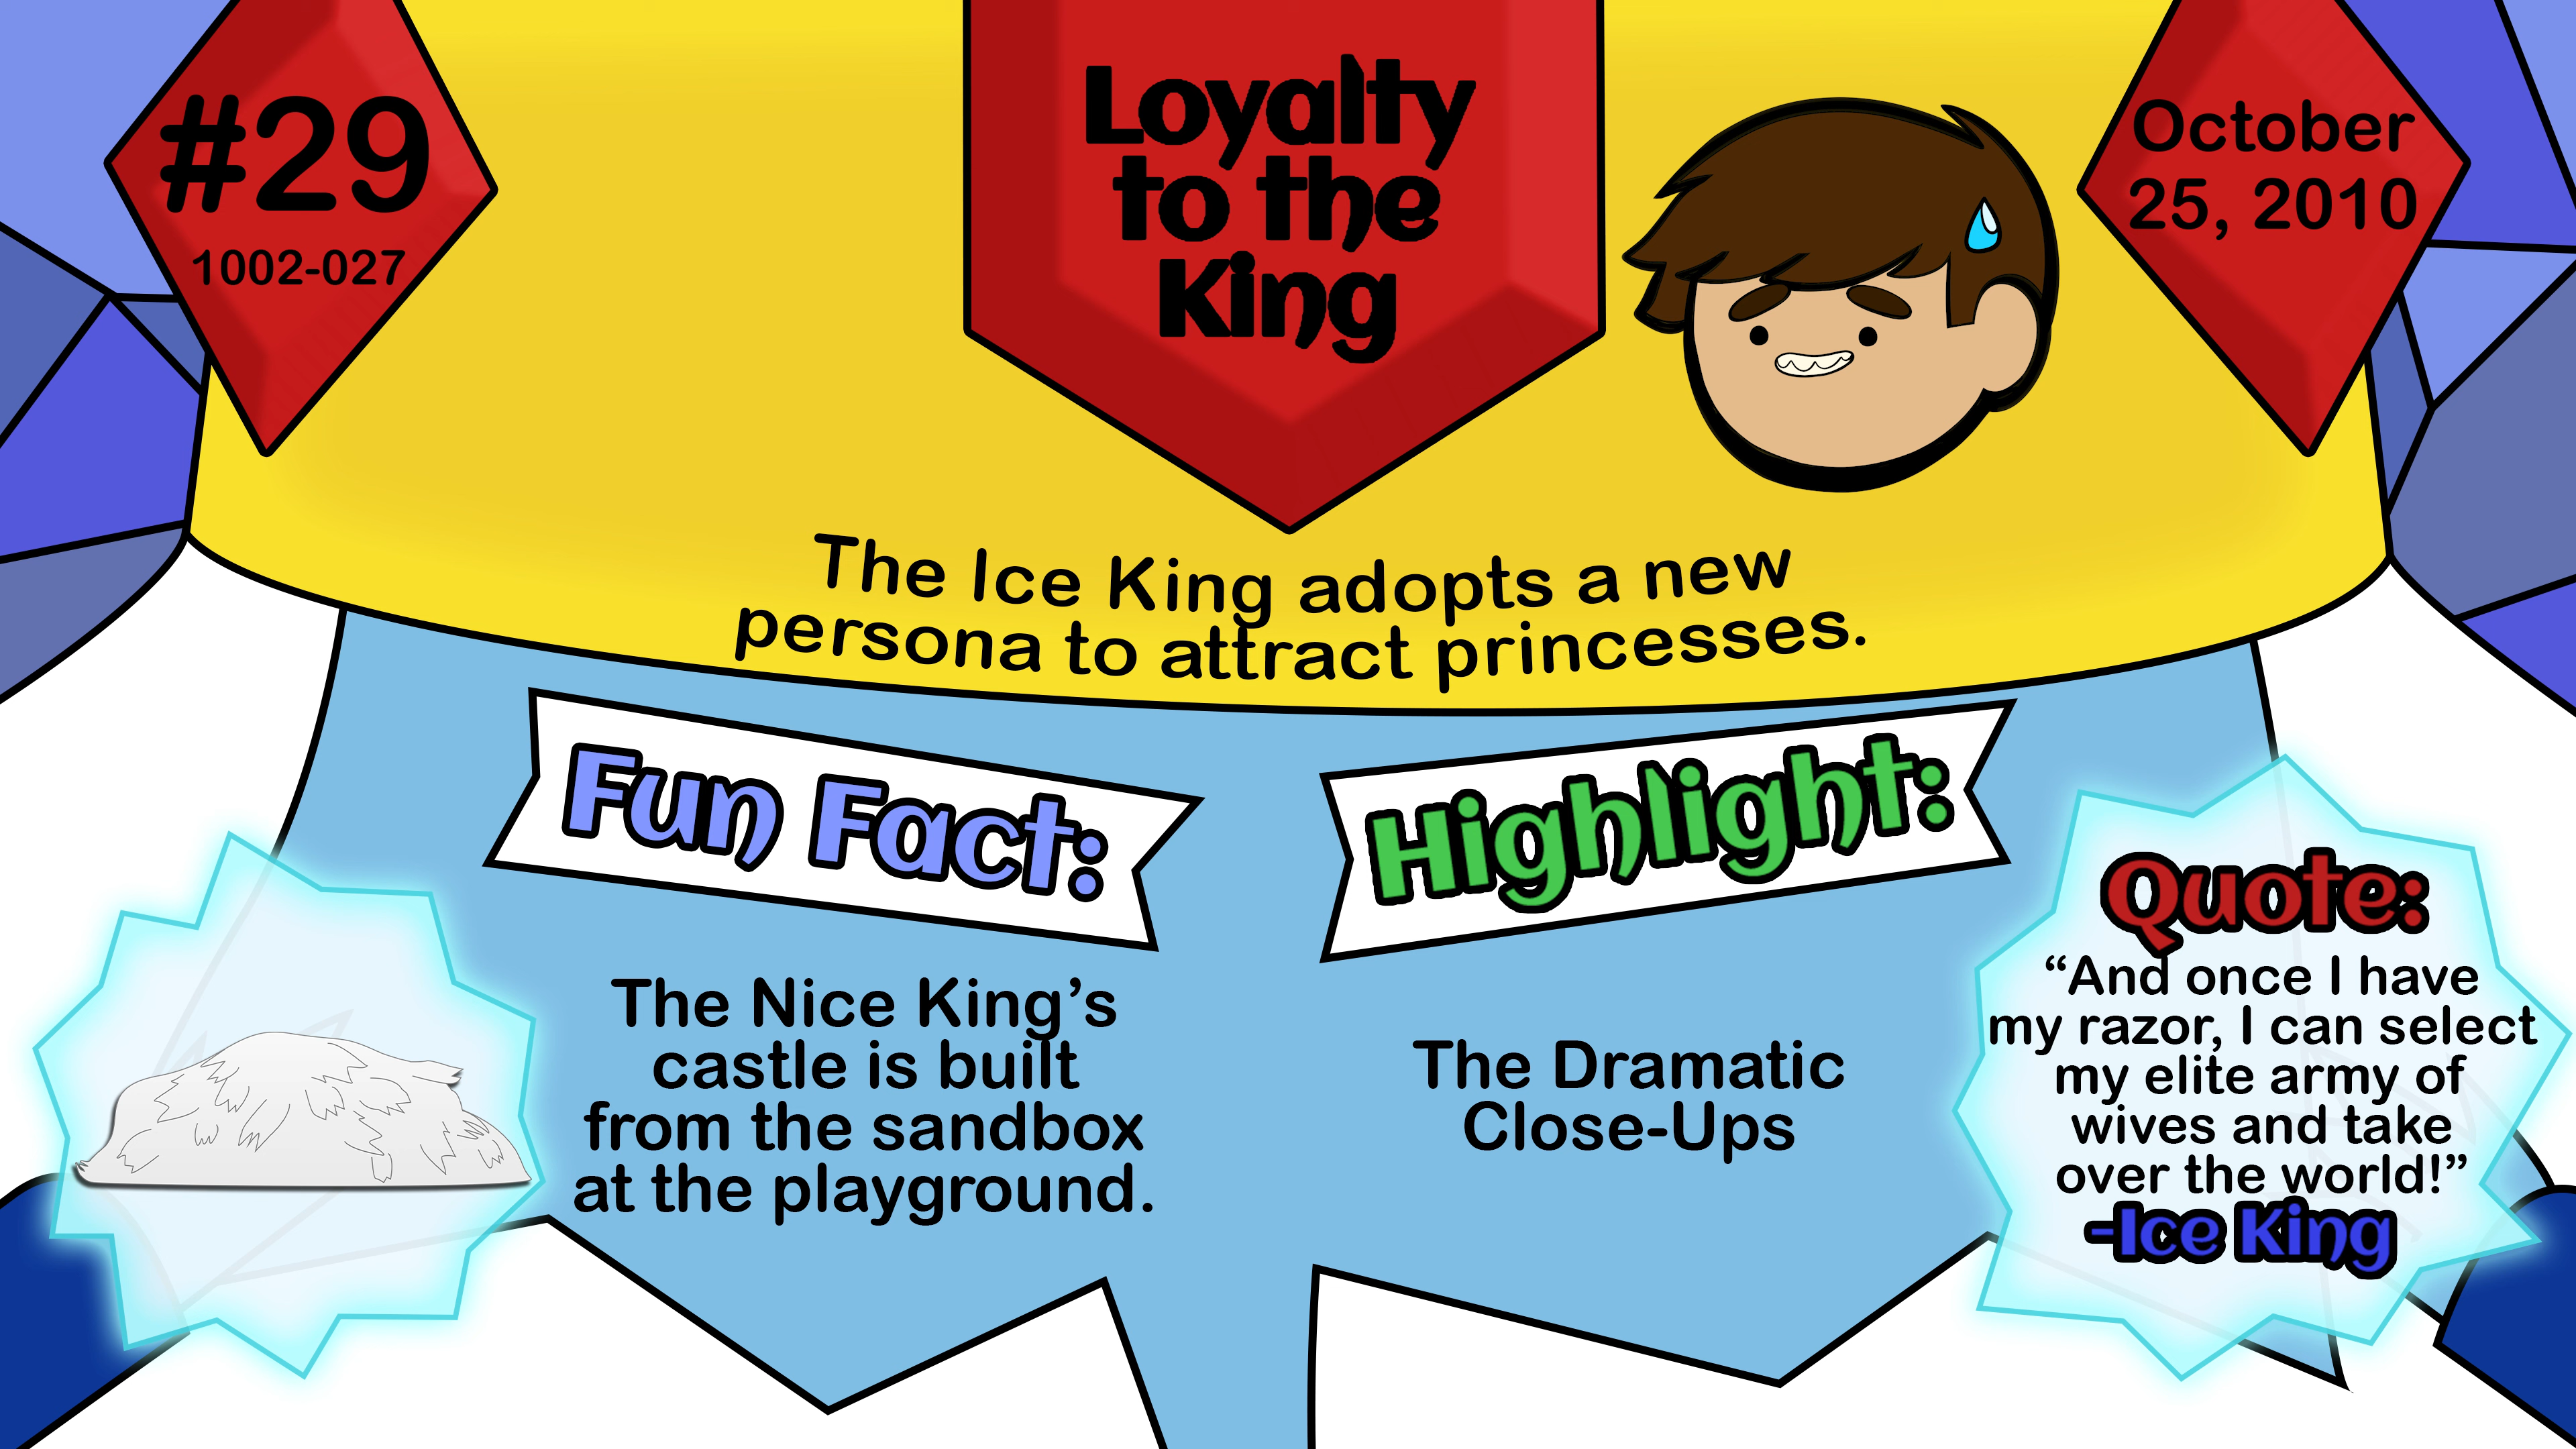 #29
1002-027
Loyalty
to the
King
October
25, 2010
The Ice King adopts a new
persona to attract princesses.
Fun Fact:
The Nice King’s
castle is built
from the sandbox
at the playground.
Highlight:
The Dramatic
Close-Ups
Quote:
“And once I have
my razor, I can select
my elite army of
wives and take
over the world!”
-Ice King